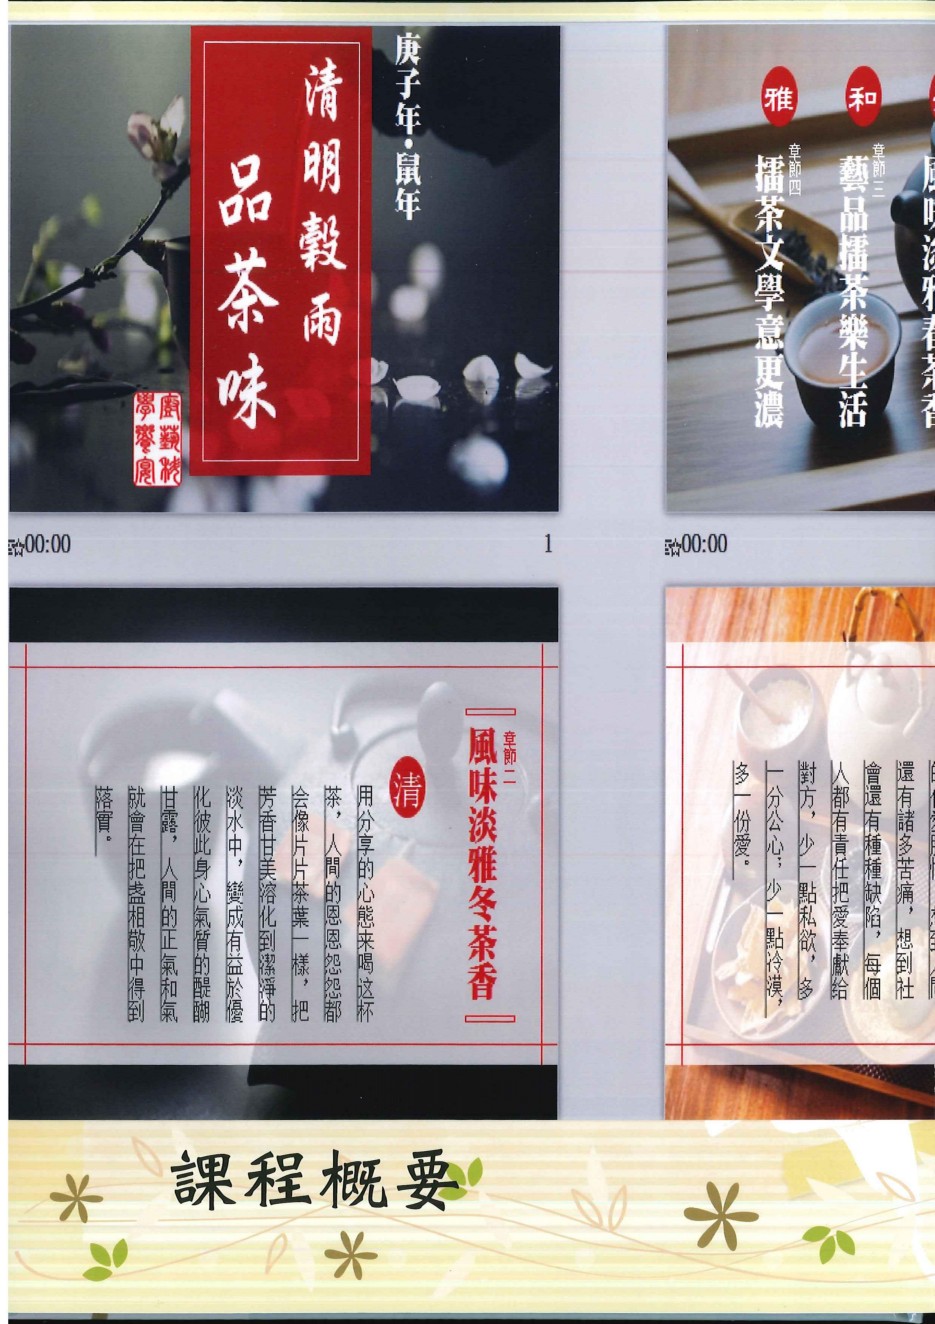 庚子年·鼠年
清明穀雨
品茶味
廚藝
學饗宴
00:00
1
和
章節三
藝品擂茶樂生活
雅
章節四
擂茶文學意更濃
00:00
章節二
風味淡雅冬茶香
清
用分享的心態来喝这杯
茶，人間的恩恩怨怨都
会像片片茶葉一樣，把
芳香甘美溶化到潔淨的
淡水中，變成有益於優
化彼此身心氣質的醍醐
甘露，人間的正氣和氣
就會在把盞相敬中得到
落實。
還有諸多苦痛，想到社
會還有種種缺陷，每個
人都有責任把愛奉獻給
對方，少一點私欲，多
一分公心；少一點冷漠，
多一份愛。
課程概要